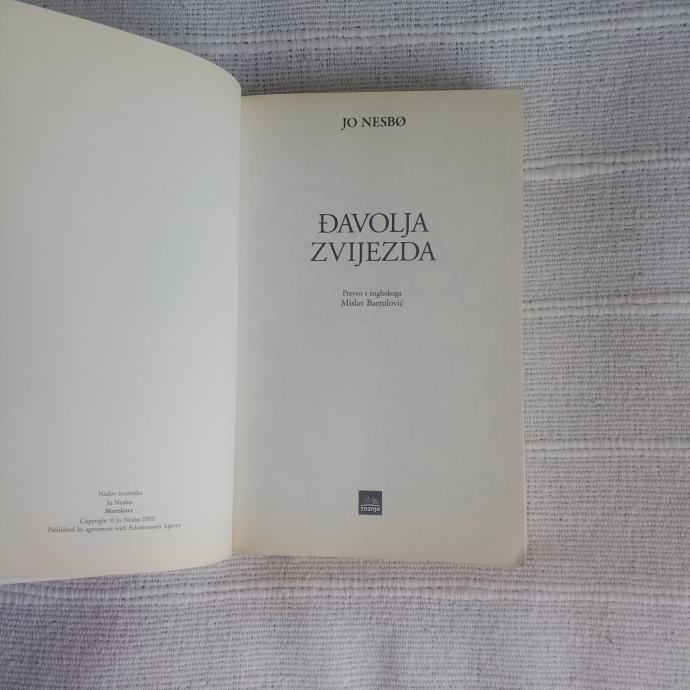 Naslov izvornika
Jo Nesbø
Marekors
Copyright © Jo Nesbø 2003
Published by agreement with Salomonsson Agency
JO NESBØ
ĐAVOLJA
ZVIJEZDA
Preveo s engleskoga
Mislav Bartulović
znanje